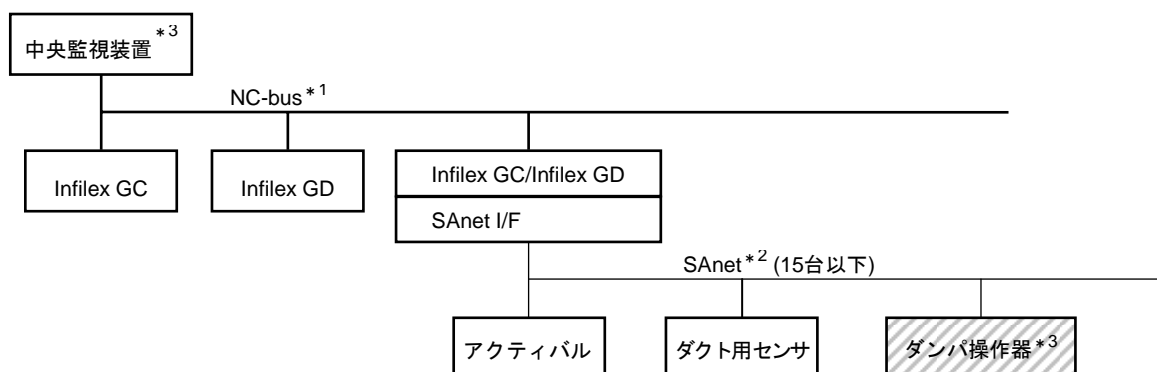 中央監視装置*3
NC-bus*1
Infilex GC
Infilex GD
Infilex GC/Infilex GD
SAnet I/F
SAnet*2 (15台以下)
アクティバル
ダクト用センサ
ダンパ操作器*3